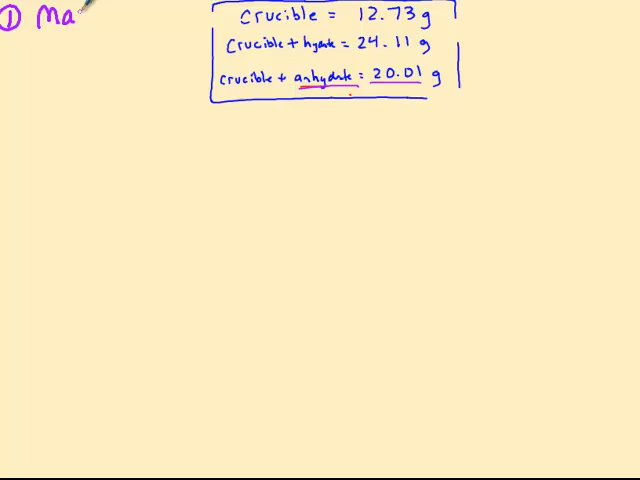 ① Ma
Crucible = 12.73 g
Crucible + hydrate = 24.11 g
crucible + anhydrate = 20.01 g